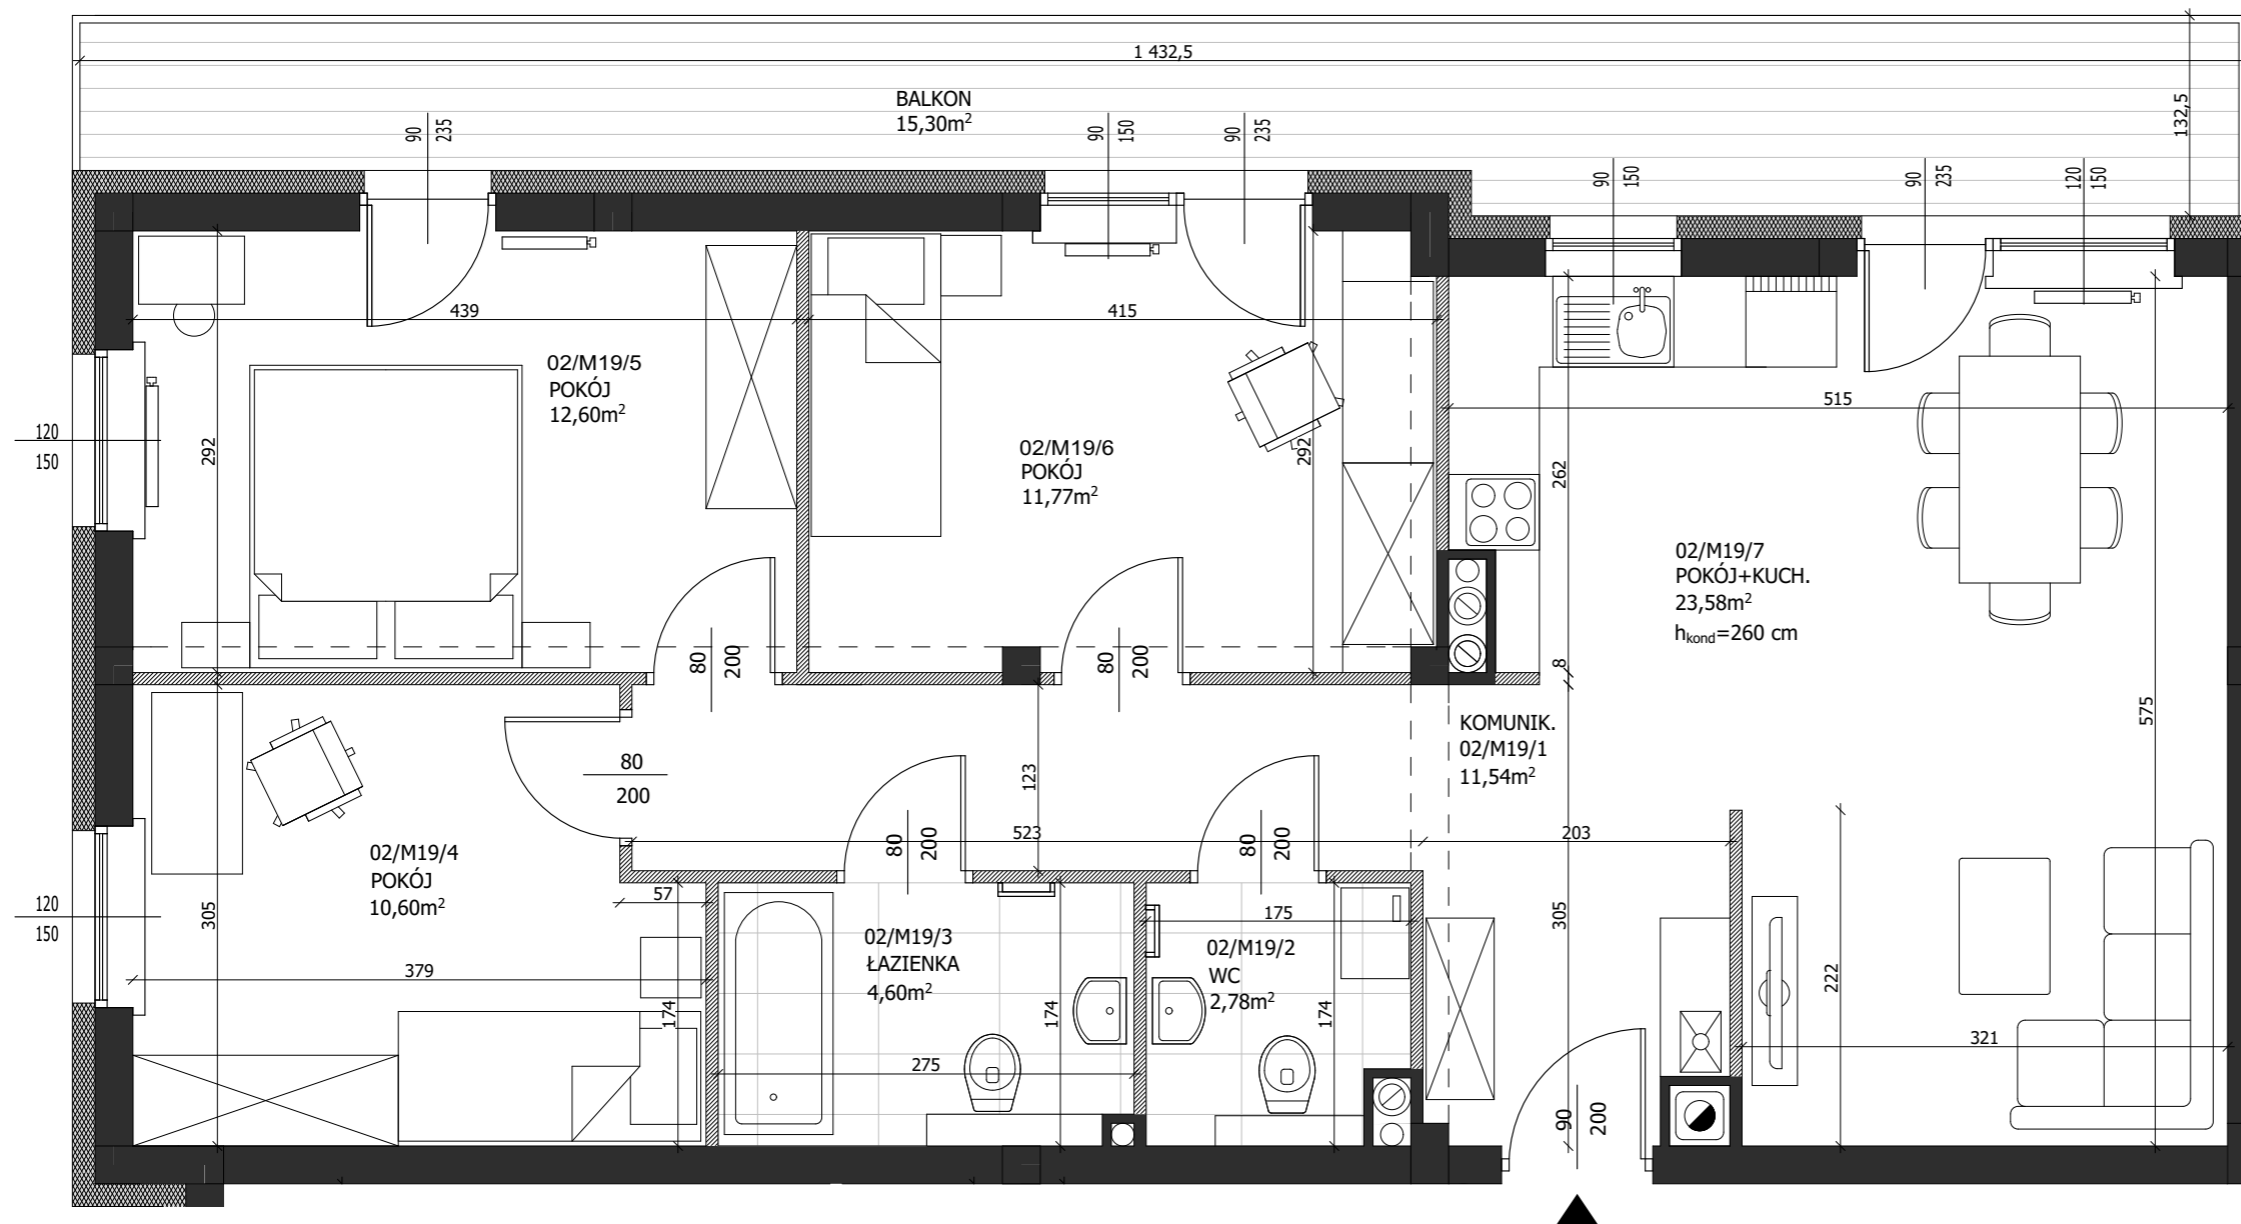 1 432,5
BALKON
15,30m²
132,5
90
235
90
150
90
235
90
150
90
235
120
150
439
415
515
02/M19/5
POKÓJ
12,60m²
292
120
150
02/M19/6
POKÓJ
11,77m²
292
262
02/M19/7
POKÓJ+KUCH.
23,58m²
hkond=260 cm
80
200
80
200
8
KOMUNIK.
02/M19/1
11,54m²
575
80
200
123
80
200
523
80
200
203
02/M19/4
POKÓJ
10,60m²
120
150
305
57
379
174
02/M19/3
ŁAZIENKA
4,60m²
174
275
175
02/M19/2
WC
2,78m²
174
305
222
321
90
200